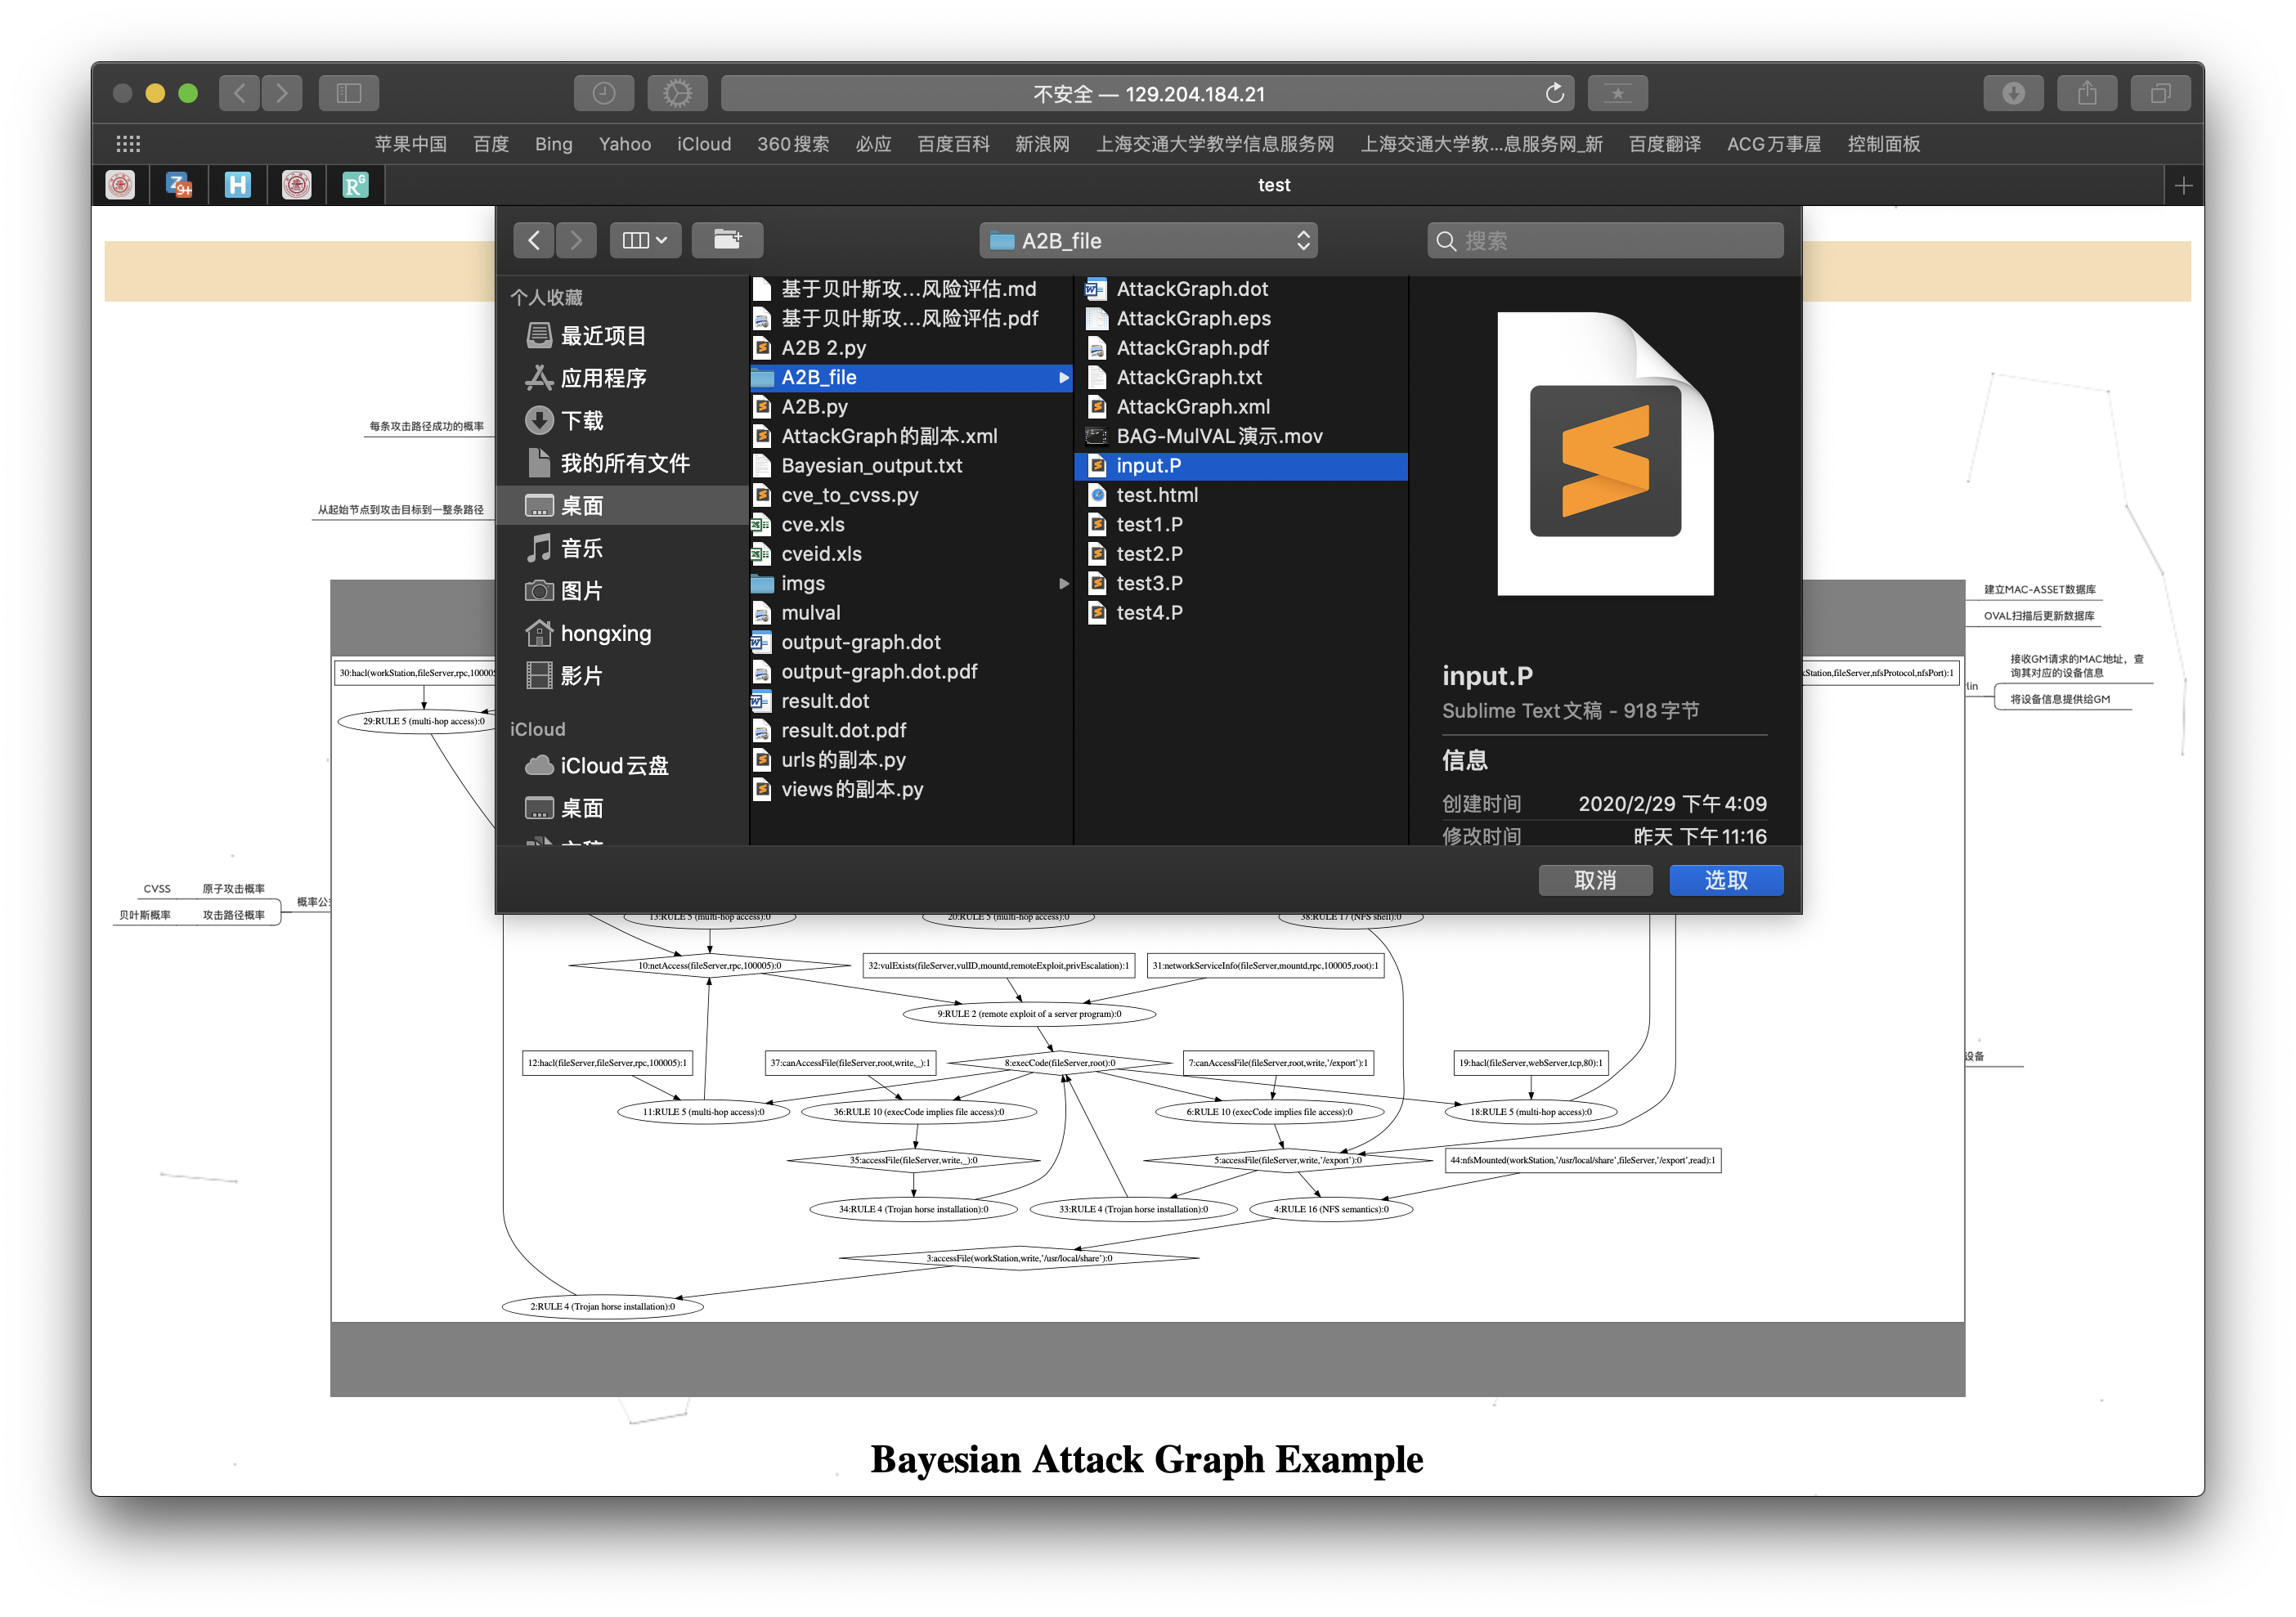 不安全 — 129.204.184.21
苹果中国 百度 Bing Yahoo iCloud 360搜索 必应 百度百科 新浪网 上海交通大学教学信息服务网 上海交通大学教...息服务网_新 百度翻译 ACG万事屋 控制面板
test
A2B_file
搜索
个人收藏
最近项目
应用程序
下载
我的所有文件
桌面
音乐
图片
hongxing
影片
iCloud
iCloud云盘
桌面
基于贝叶斯攻...风险评估.md
基于贝叶斯攻...风险评估.pdf
A2B 2.py
A2B_file
A2B.py
AttackGraph的副本.xml
Bayesian_output.txt
cve_to_cvss.py
cve.xls
cveid.xls
imgs
mulval
output-graph.dot
output-graph.dot.pdf
result.dot
result.dot.pdf
urls的副本.py
views的副本.py
AttackGraph.dot
AttackGraph.eps
AttackGraph.pdf
AttackGraph.txt
AttackGraph.xml
BAG-MulVAL演示.mov
input.P
test.html
test1.P
test2.P
test3.P
test4.P
input.P
Sublime Text文稿 - 918字节
信息
创建时间 2020/2/29 下午4:09
修改时间 昨天 下午11:16
取消 选取
每条攻击路径成功的概率
从起始节点到攻击目标到一整条路径
CVSS 原子攻击概率
贝叶斯概率 攻击路径概率
概率公
建立MAC-ASSET数据库
OVAL扫描后更新数据库
接收GM请求的MAC地址，查
询其对应的设备信息
将设备信息提供给GM
设备
30:hacl(workStation,fileServer,rpc,100005
Station,fileServer,nfsProtocol,nfsPort):1
29:RULE 5 (multi-hop access):0
13:RULE 5 (multi-hop access):0
20:RULE 5 (multi-hop access):0
38:RULE 17 (NFS shell):0
10:netAccess(fileServer,rpc,100005):0
32:vulExists(fileServer,vulID,mountd,remoteExploit,privEscalation):1
31:networkServiceInfo(fileServer,mountd,rpc,100005,root):1
9:RULE 2 (remote exploit of a server program):0
12:hacl(fileServer,fileServer,rpc,100005):1
37:canAccessFile(fileServer,root,write,_):1
8:execCode(fileServer,root):0
7:canAccessFile(fileServer,root,write,'/export'):1
19:hacl(fileServer,webServer,tcp,80):1
11:RULE 5 (multi-hop access):0
36:RULE 10 (execCode implies file access):0
6:RULE 10 (execCode implies file access):0
18:RULE 5 (multi-hop access):0
35:accessFile(fileServer,write,_):0
5:accessFile(fileServer,write,'/export'):0
44:nfsMounted(workStation,'/usr/local/share',fileServer,'/export',read):1
34:RULE 4 (Trojan horse installation):0
33:RULE 4 (Trojan horse installation):0
4:RULE 16 (NFS semantics):0
3:accessFile(workStation,write,'/usr/local/share'):0
2:RULE 4 (Trojan horse installation):0
Bayesian Attack Graph Example